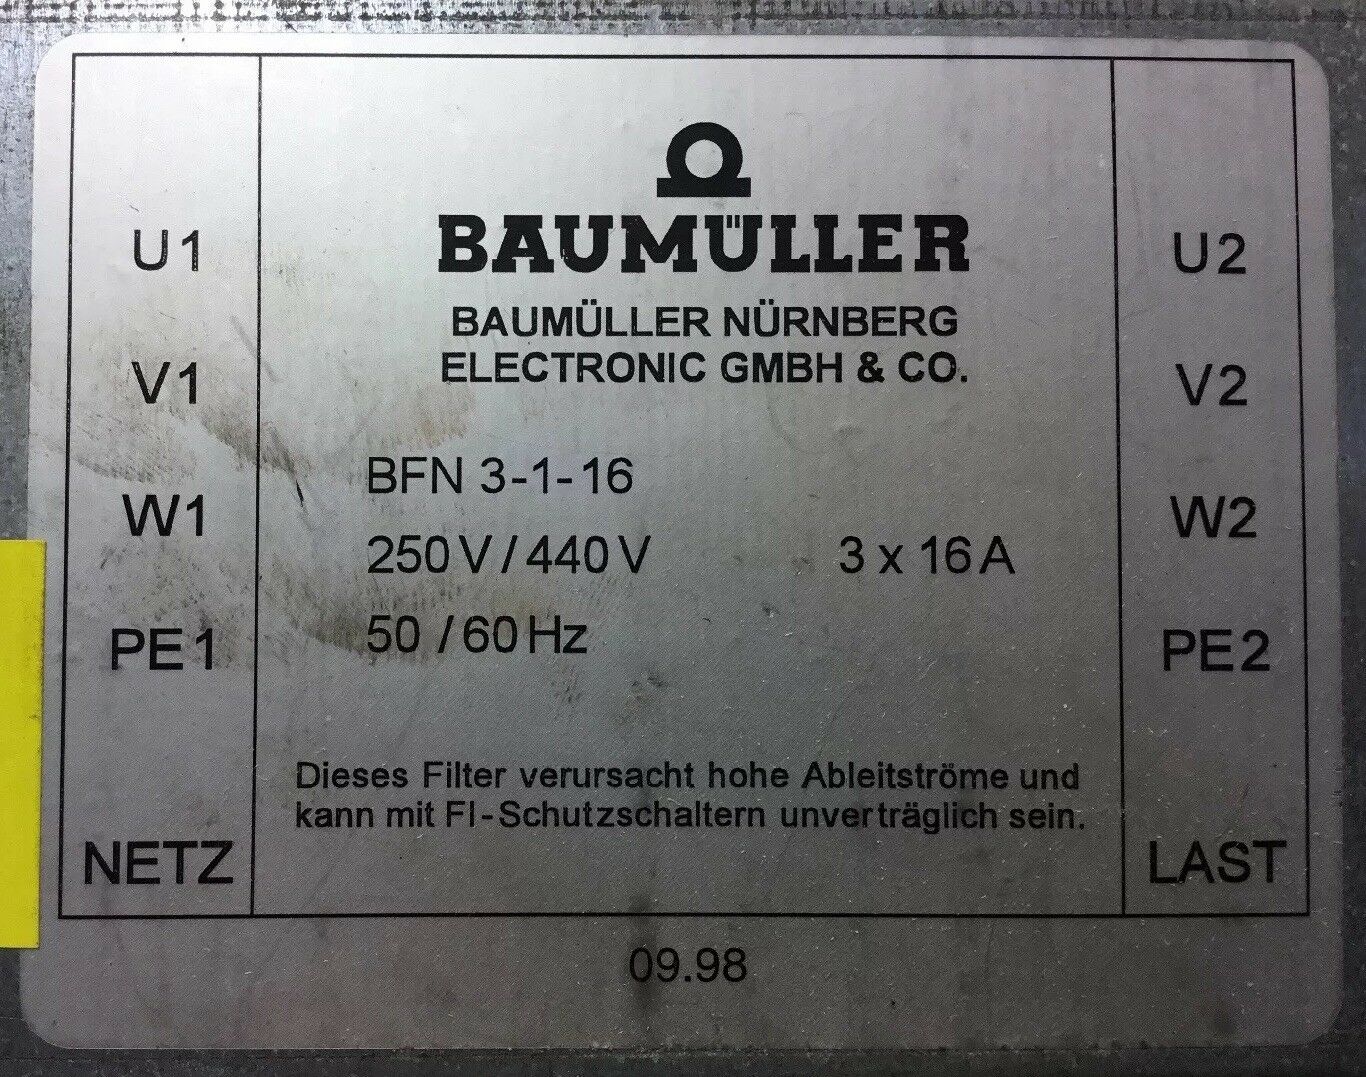 BAUMÜLLER
BAUMÜLLER NÜRNBERG
ELECTRONIC GMBH & CO.
U1
V1
W1
PE1
NETZ
BFN 3-1-16
250 V / 440 V 3 x 16 A
50 / 60 Hz
Dieses Filter verursacht hohe Ableitströme und
kann mit FI-Schutzschaltern unverträglich sein.
U2
V2
W2
PE2
LAST
09.98